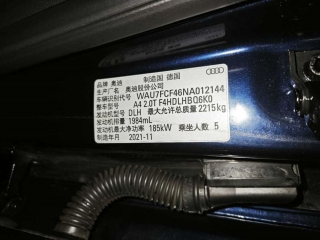 品牌 奥迪 制造国 德国
生产厂名 奥迪股份公司
车辆识别代号 WAU7FCF46NA012144
整车型号 A4 2.0T F4HDLHBQ6K0
发动机型号 DLH 最大允许总质量 2215kg
发动机排量 1984mL
发动机最大净功率 185kW 乘坐人数 5
制造年月 2021-11